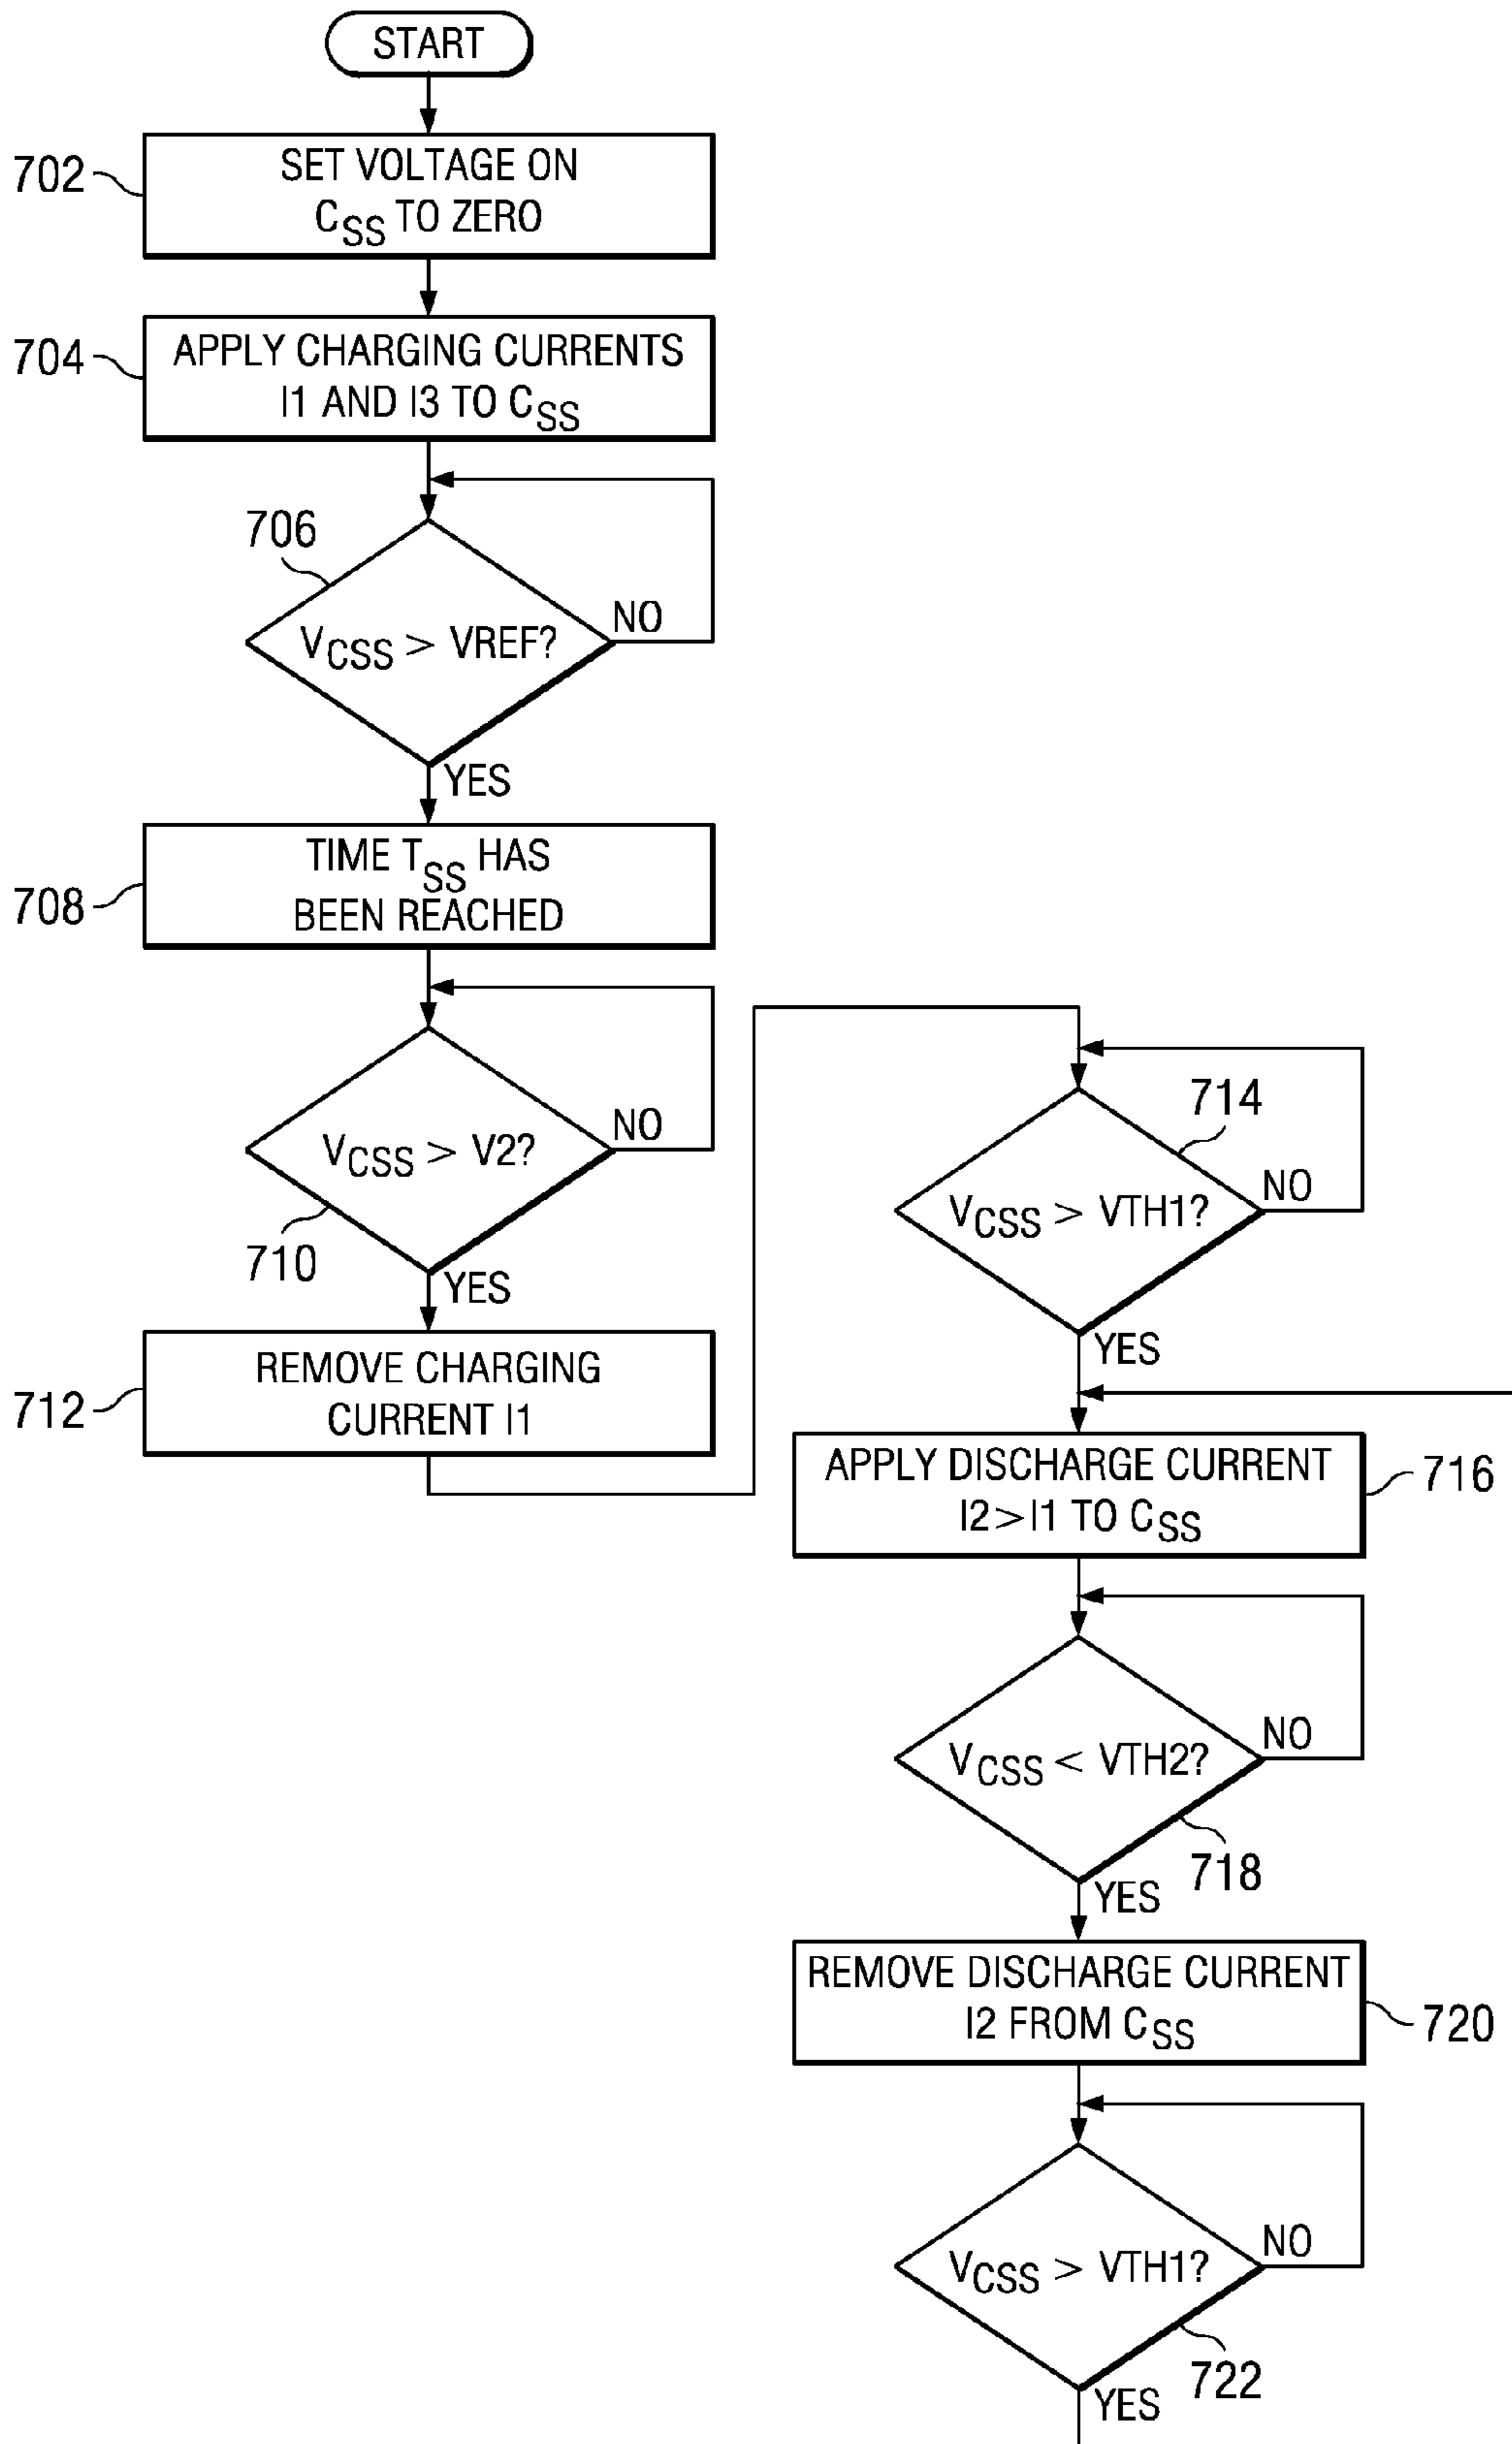 START
702
SET VOLTAGE ON
CSS TO ZERO
704
APPLY CHARGING CURRENTS
I1 AND I3 TO CSS
706
VCSS > VREF?
NO
YES
708
TIME TSS HAS
BEEN REACHED
VCSS > V2?
NO
710
YES
712
REMOVE CHARGING
CURRENT I1
714
VCSS > VTH1?
NO
YES
APPLY DISCHARGE CURRENT
I2>I1 TO CSS
716
VCSS < VTH2?
NO
718
YES
REMOVE DISCHARGE CURRENT
I2 FROM CSS
720
VCSS > VTH1?
NO
722
YES